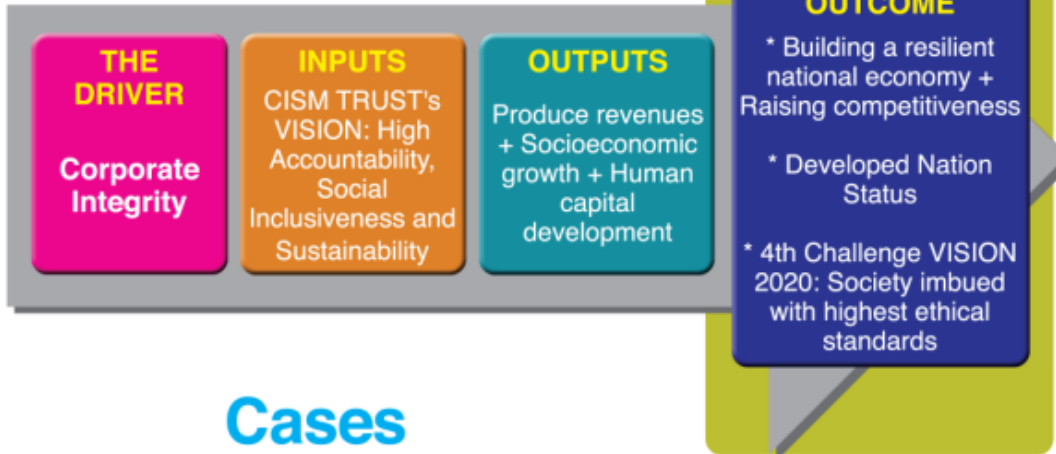 THE
DRIVER
Corporate
Integrity
INPUTS
CISM TRUST's
VISION: High
Accountability,
Social
Inclusiveness and
Sustainability
OUTPUTS
Produce revenues
+ Socioeconomic
growth + Human
capital
development
OUTCOME
* Building a resilient
national economy +
Raising competitiveness
* Developed Nation
Status
* 4th Challenge VISION
2020: Society imbued
with highest ethical
standards
Cases